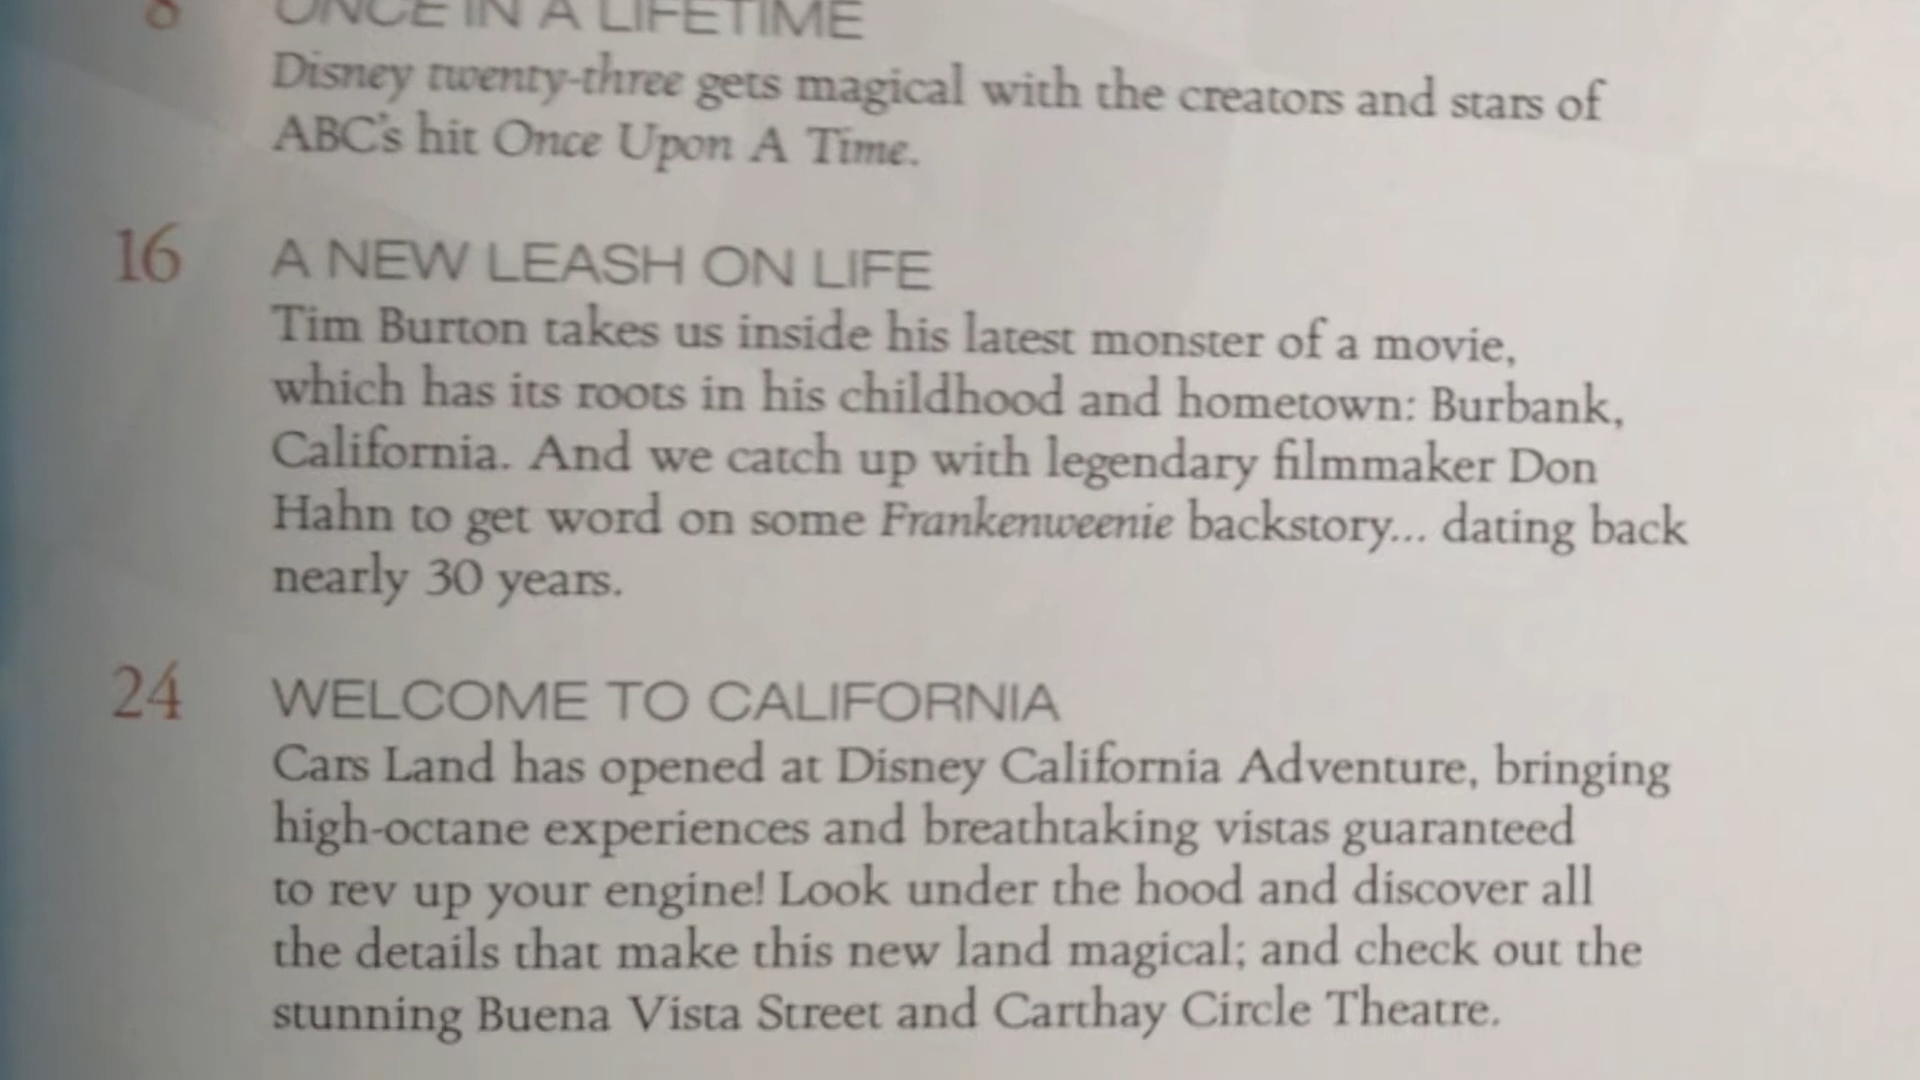 8 ONCE IN A LIFETIME
Disney twenty-three gets magical with the creators and stars of
ABC's hit Once Upon A Time.
16 A NEW LEASH ON LIFE
Tim Burton takes us inside his latest monster of a movie,
which has its roots in his childhood and hometown: Burbank,
California. And we catch up with legendary filmmaker Don
Hahn to get word on some Frankenweenie backstory... dating back
nearly 30 years.
24 WELCOME TO CALIFORNIA
Cars Land has opened at Disney California Adventure, bringing
high-octane experiences and breathtaking vistas guaranteed
to rev up your engine! Look under the hood and discover all
the details that make this new land magical; and check out the
stunning Buena Vista Street and Carthay Circle Theatre.